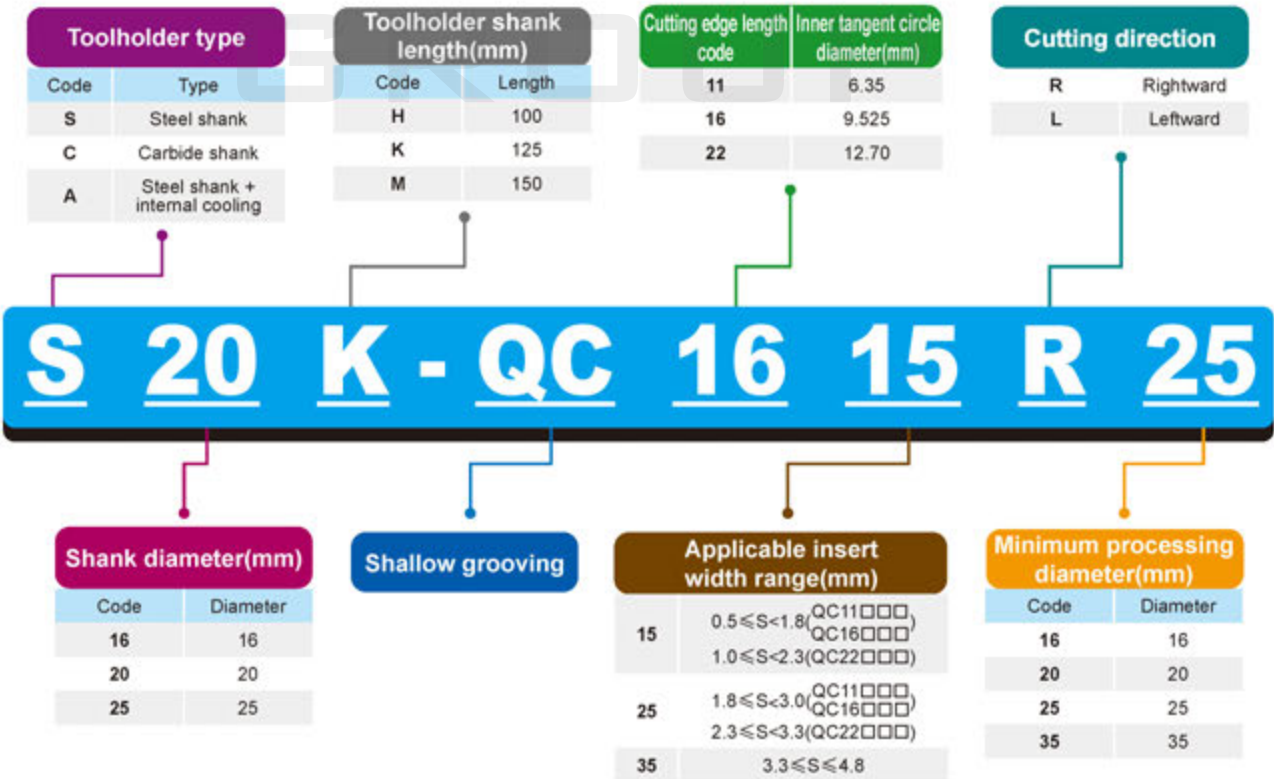 Toolholder type
Code Type
S Steel shank
C Carbide shank
A Steel shank +
internal cooling
Toolholder shank
length(mm)
Code Length
H 100
K 125
M 150
Cutting edge length
code
Inner tangent circle
diameter(mm)
11 6.35
16 9.525
22 12.70
Cutting direction
R Rightward
L Leftward
S 20 K - QC 16 15 R 25
Shank diameter(mm)
Code Diameter
16 16
20 20
25 25
Shallow grooving
Applicable insert
width range(mm)
15 0.5≤S<1.8(QC11□□□
QC16□□□)
1.0≤S<2.3(QC22□□□)
25 1.8≤S<3.0(QC11□□□
QC16□□□)
2.3≤S<3.3(QC22□□□)
35 3.3≤S≤4.8
Minimum processing
diameter(mm)
Code Diameter
16 16
20 20
25 25
35 35